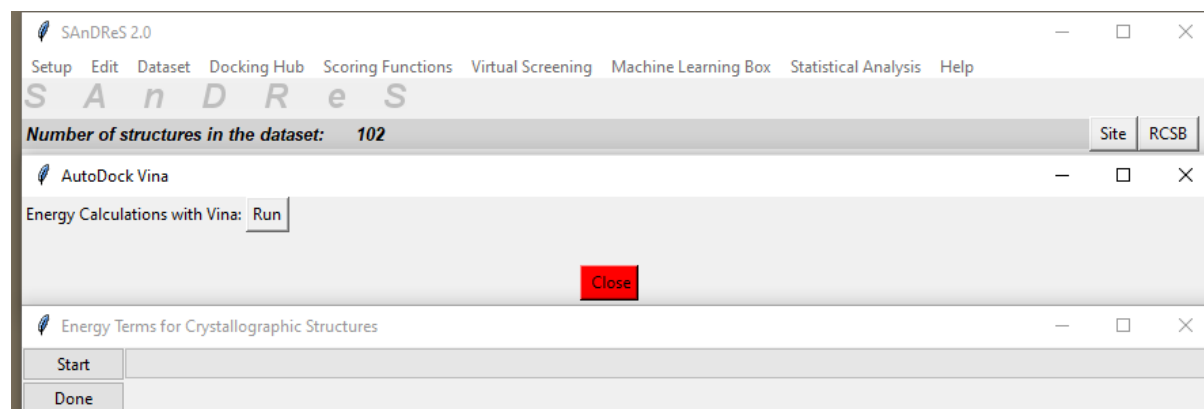 SAnDReS 2.0
Setup Edit Dataset Docking Hub Scoring Functions Virtual Screening Machine Learning Box Statistical Analysis Help
S A n D R e S
Number of structures in the dataset: 102 Site RCSB
AutoDock Vina
Energy Calculations with Vina: Run
Close
Energy Terms for Crystallographic Structures
Start
Done